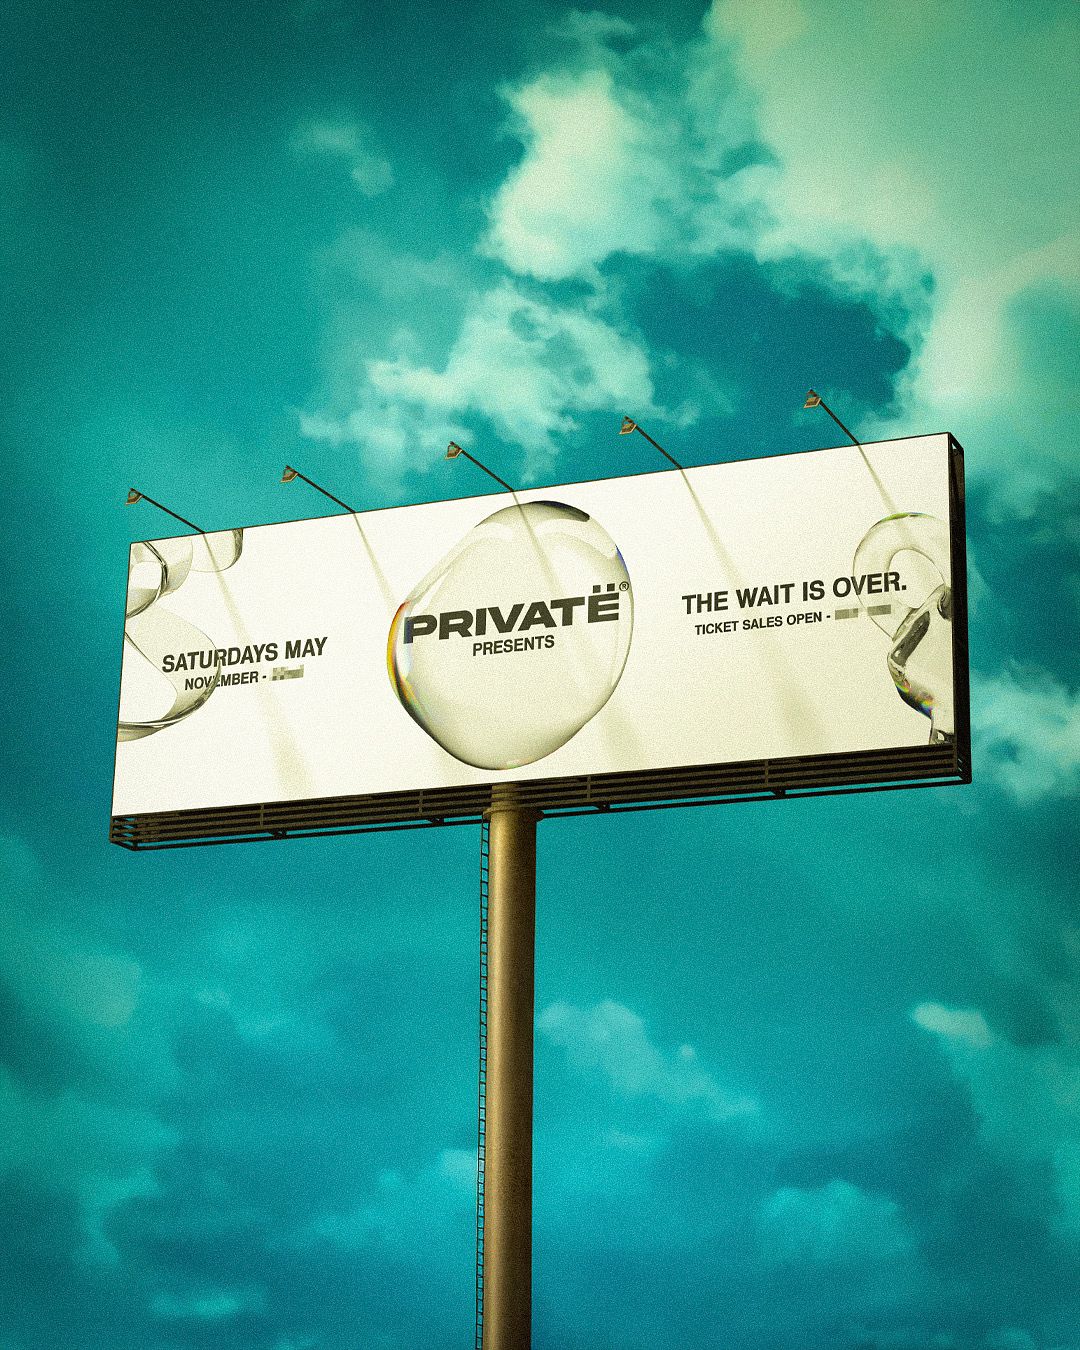 SATURDAYS MAY
NOVEMBER -
PRIVATË®
PRESENTS
THE WAIT IS OVER.
TICKET SALES OPEN -